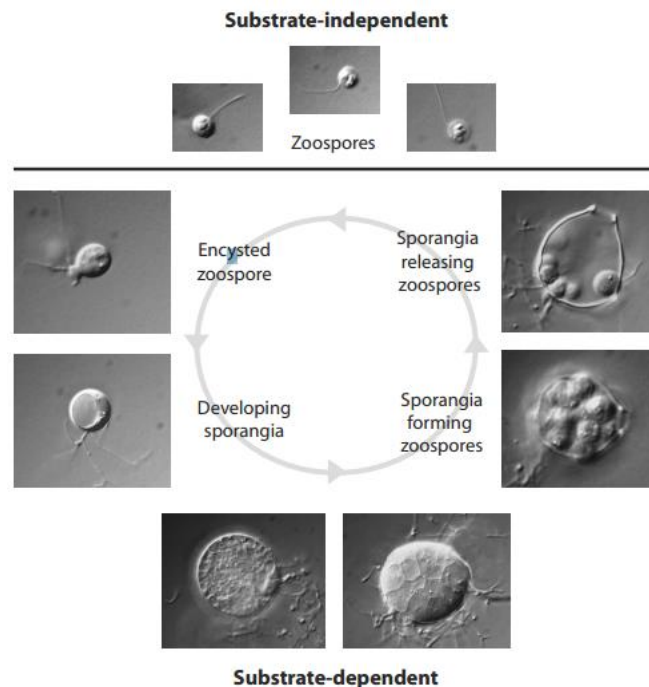 Substrate-independent
Zoospores
Encysted
zoospore
Sporangia
releasing
zoospores
Developing
sporangia
Sporangia
forming
zoospores
Substrate-dependent